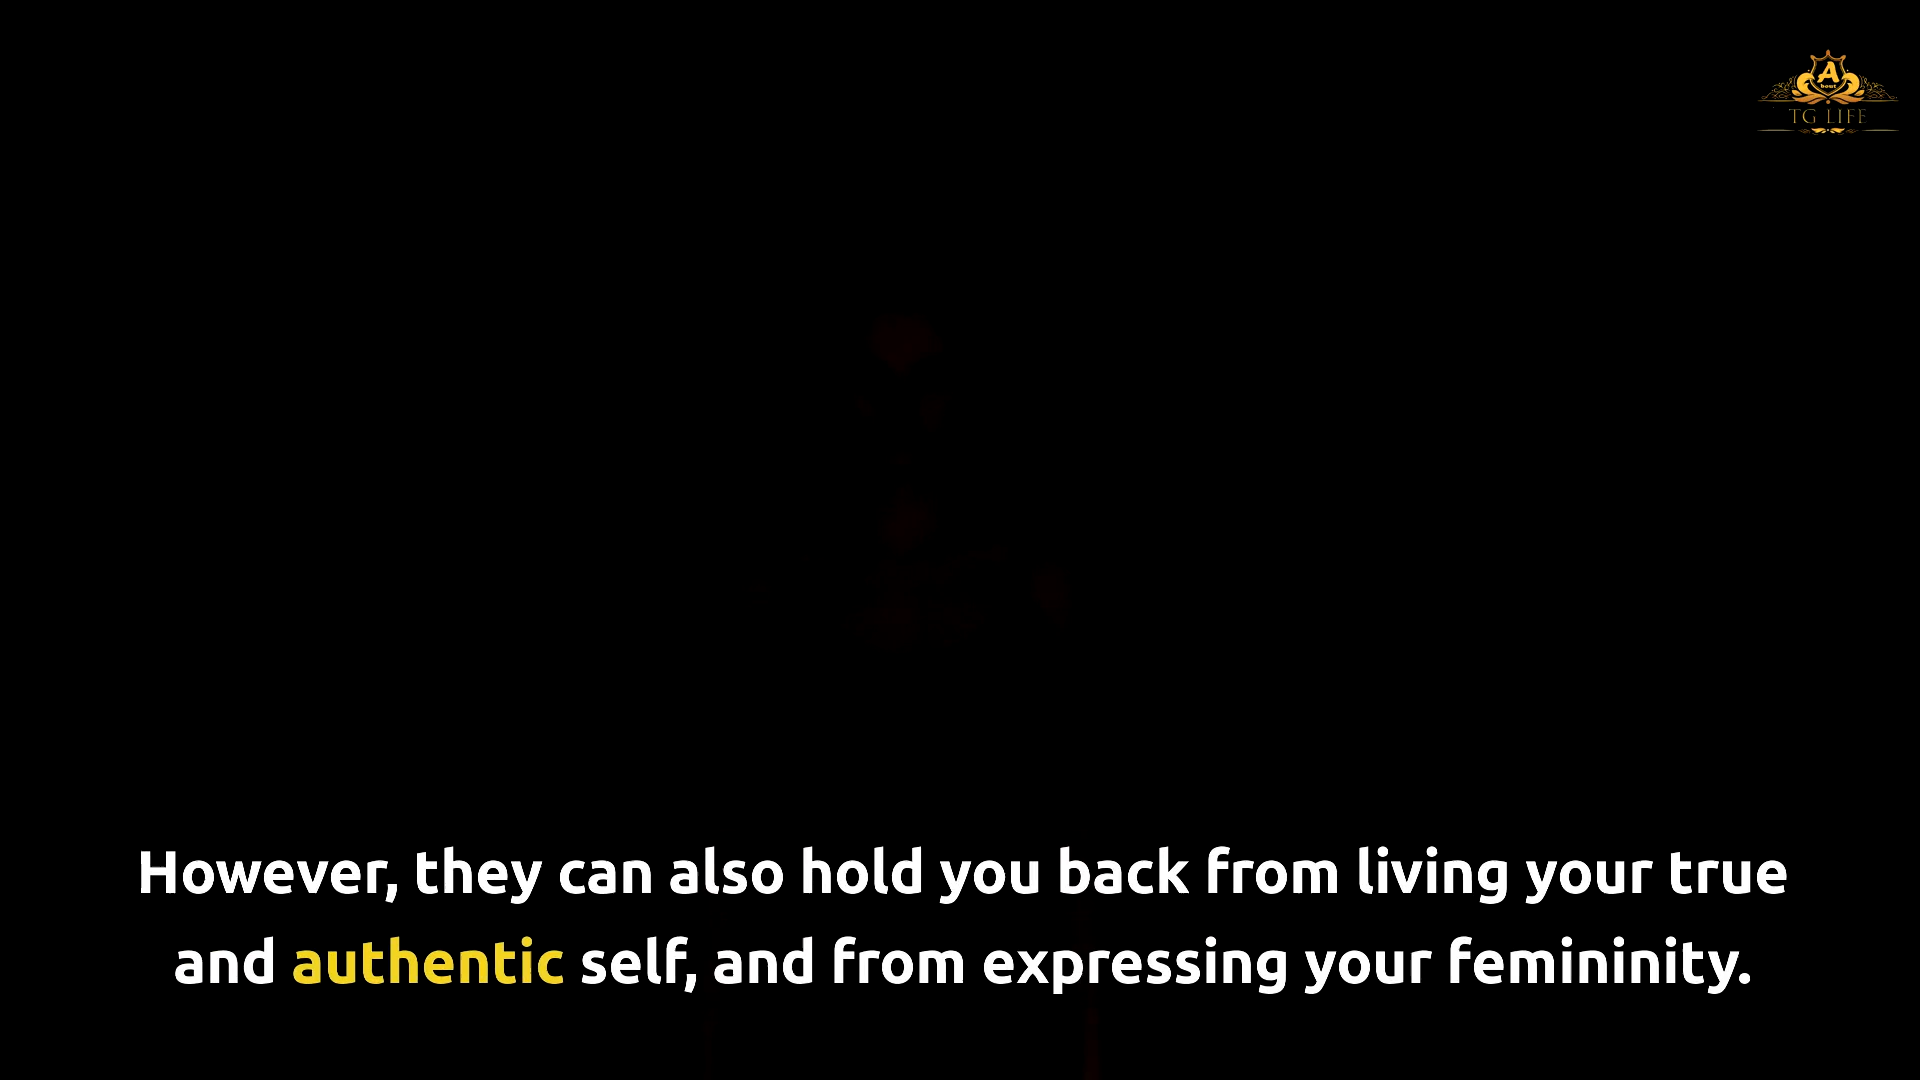 A
bout
TG LIFE
However, they can also hold you back from living your true
and authentic self, and from expressing your femininity.